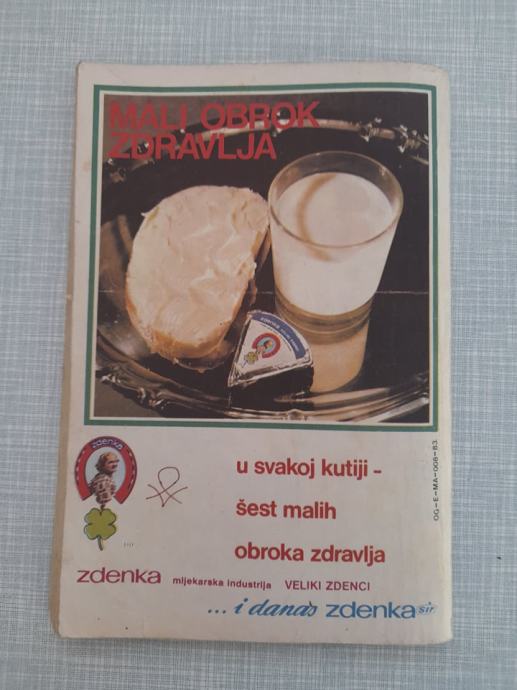 MALI OBROK
ZDRAVLJA
zdenka
u svakoj kutiji -
šest malih
obroka zdravlja
OG-E-MA-008-83
zdenka
zdenka mljekarska industrija VELIKI ZDENCI
... i danas zdenka sir